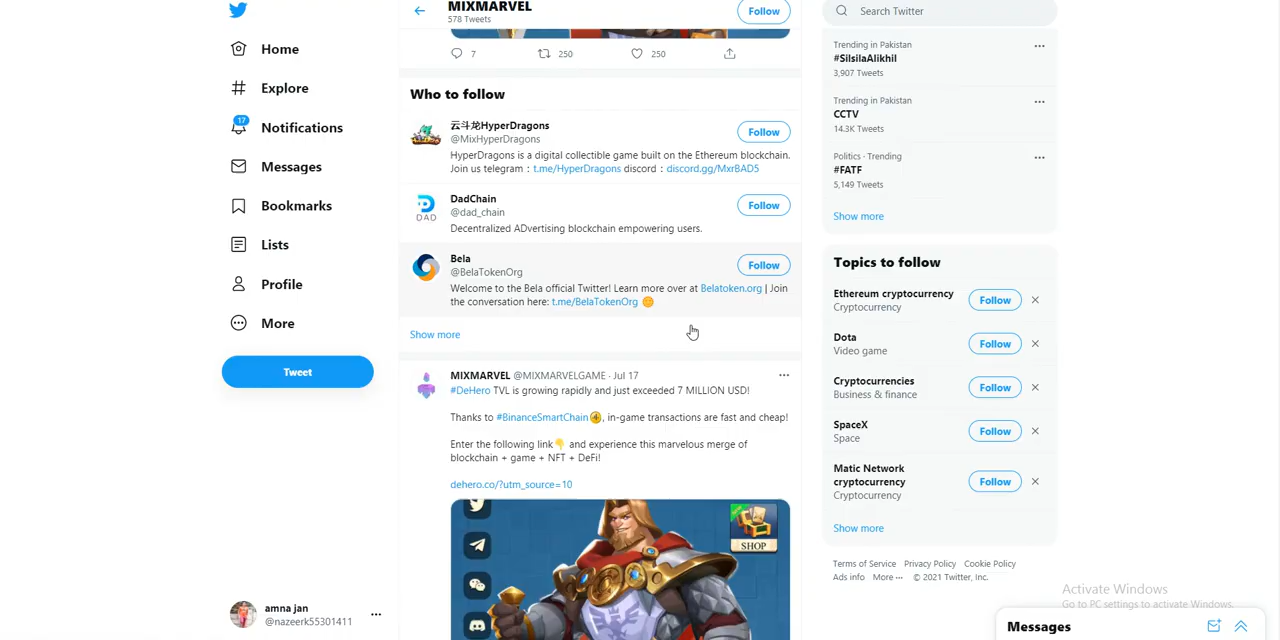 Home
Explore
17
Notifications
Messages
Bookmarks
Lists
Profile
More
Tweet
amna jan
@nazeerk55301411
MIXMARVEL
578 Tweets
Follow
7 250 250
Who to follow
云斗龙HyperDragons
@MixHyperDragons
Follow
HyperDragons is a digital collectible game built on the Ethereum blockchain.
Join us telegram：t.me/HyperDragons discord：discord.gg/MxrBAD5
DAD
DadChain
@dad_chain
Follow
Decentralized ADvertising blockchain empowering users.
Bela
@BelaTokenOrg
Follow
Welcome to the Bela official Twitter! Learn more over at Belatoken.org | Join
the conversation here: t.me/BelaTokenOrg
Show more
MIXMARVEL @MIXMARVELGAME · Jul 17
#DeHero TVL is growing rapidly and just exceeded 7 MILLION USD!
Thanks to #BinanceSmartChain, in-game transactions are fast and cheap!
Enter the following link👇 and experience this marvelous merge of
blockchain + game + NFT + DeFi!
dehero.co/?utm_source=10
SHOP
Search Twitter
Trending in Pakistan
#SilsilaAlikhil
3,907 Tweets
Trending in Pakistan
CCTV
14.3K Tweets
Politics · Trending
#FATF
5,149 Tweets
Show more
Topics to follow
Ethereum cryptocurrency
Cryptocurrency
Follow
Dota
Video game
Follow
Cryptocurrencies
Business & finance
Follow
SpaceX
Space
Follow
Matic Network
cryptocurrency
Cryptocurrency
Follow
Show more
Terms of Service Privacy Policy Cookie Policy
Ads info More ··· © 2021 Twitter, Inc.
Activate Windows
Go to PC settings to activate Windows.
Messages